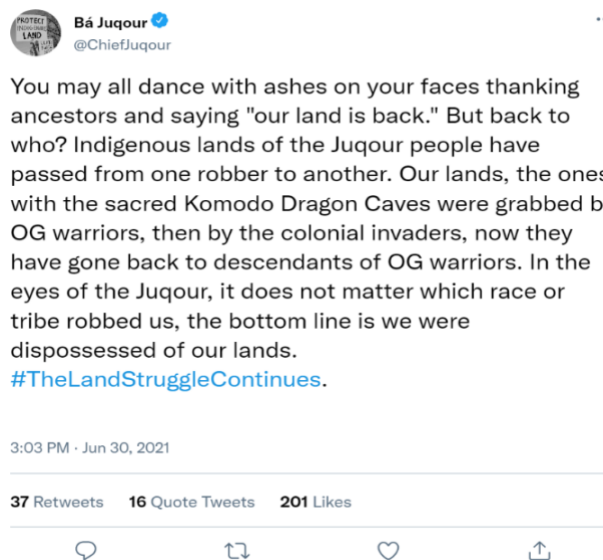 PROTECT
LAND
Bá Juqour
@ChiefJuqour
You may all dance with ashes on your faces thanking
ancestors and saying "our land is back." But back to
who? Indigenous lands of the Juqour people have
passed from one robber to another. Our lands, the ones
with the sacred Komodo Dragon Caves were grabbed b
OG warriors, then by the colonial invaders, now they
have gone back to descendants of OG warriors. In the
eyes of the Juqour, it does not matter which race or
tribe robbed us, the bottom line is we were
dispossessed of our lands.
#TheLandStruggleContinues.
3:03 PM · Jun 30, 2021
37 Retweets 16 Quote Tweets 201 Likes